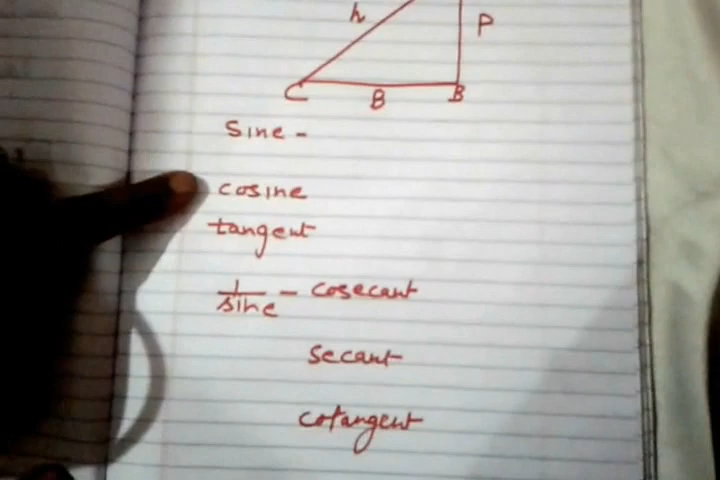 h P
C B B
Sine -
cosine
tangent
1/sine - cosecant
secant
cotangent